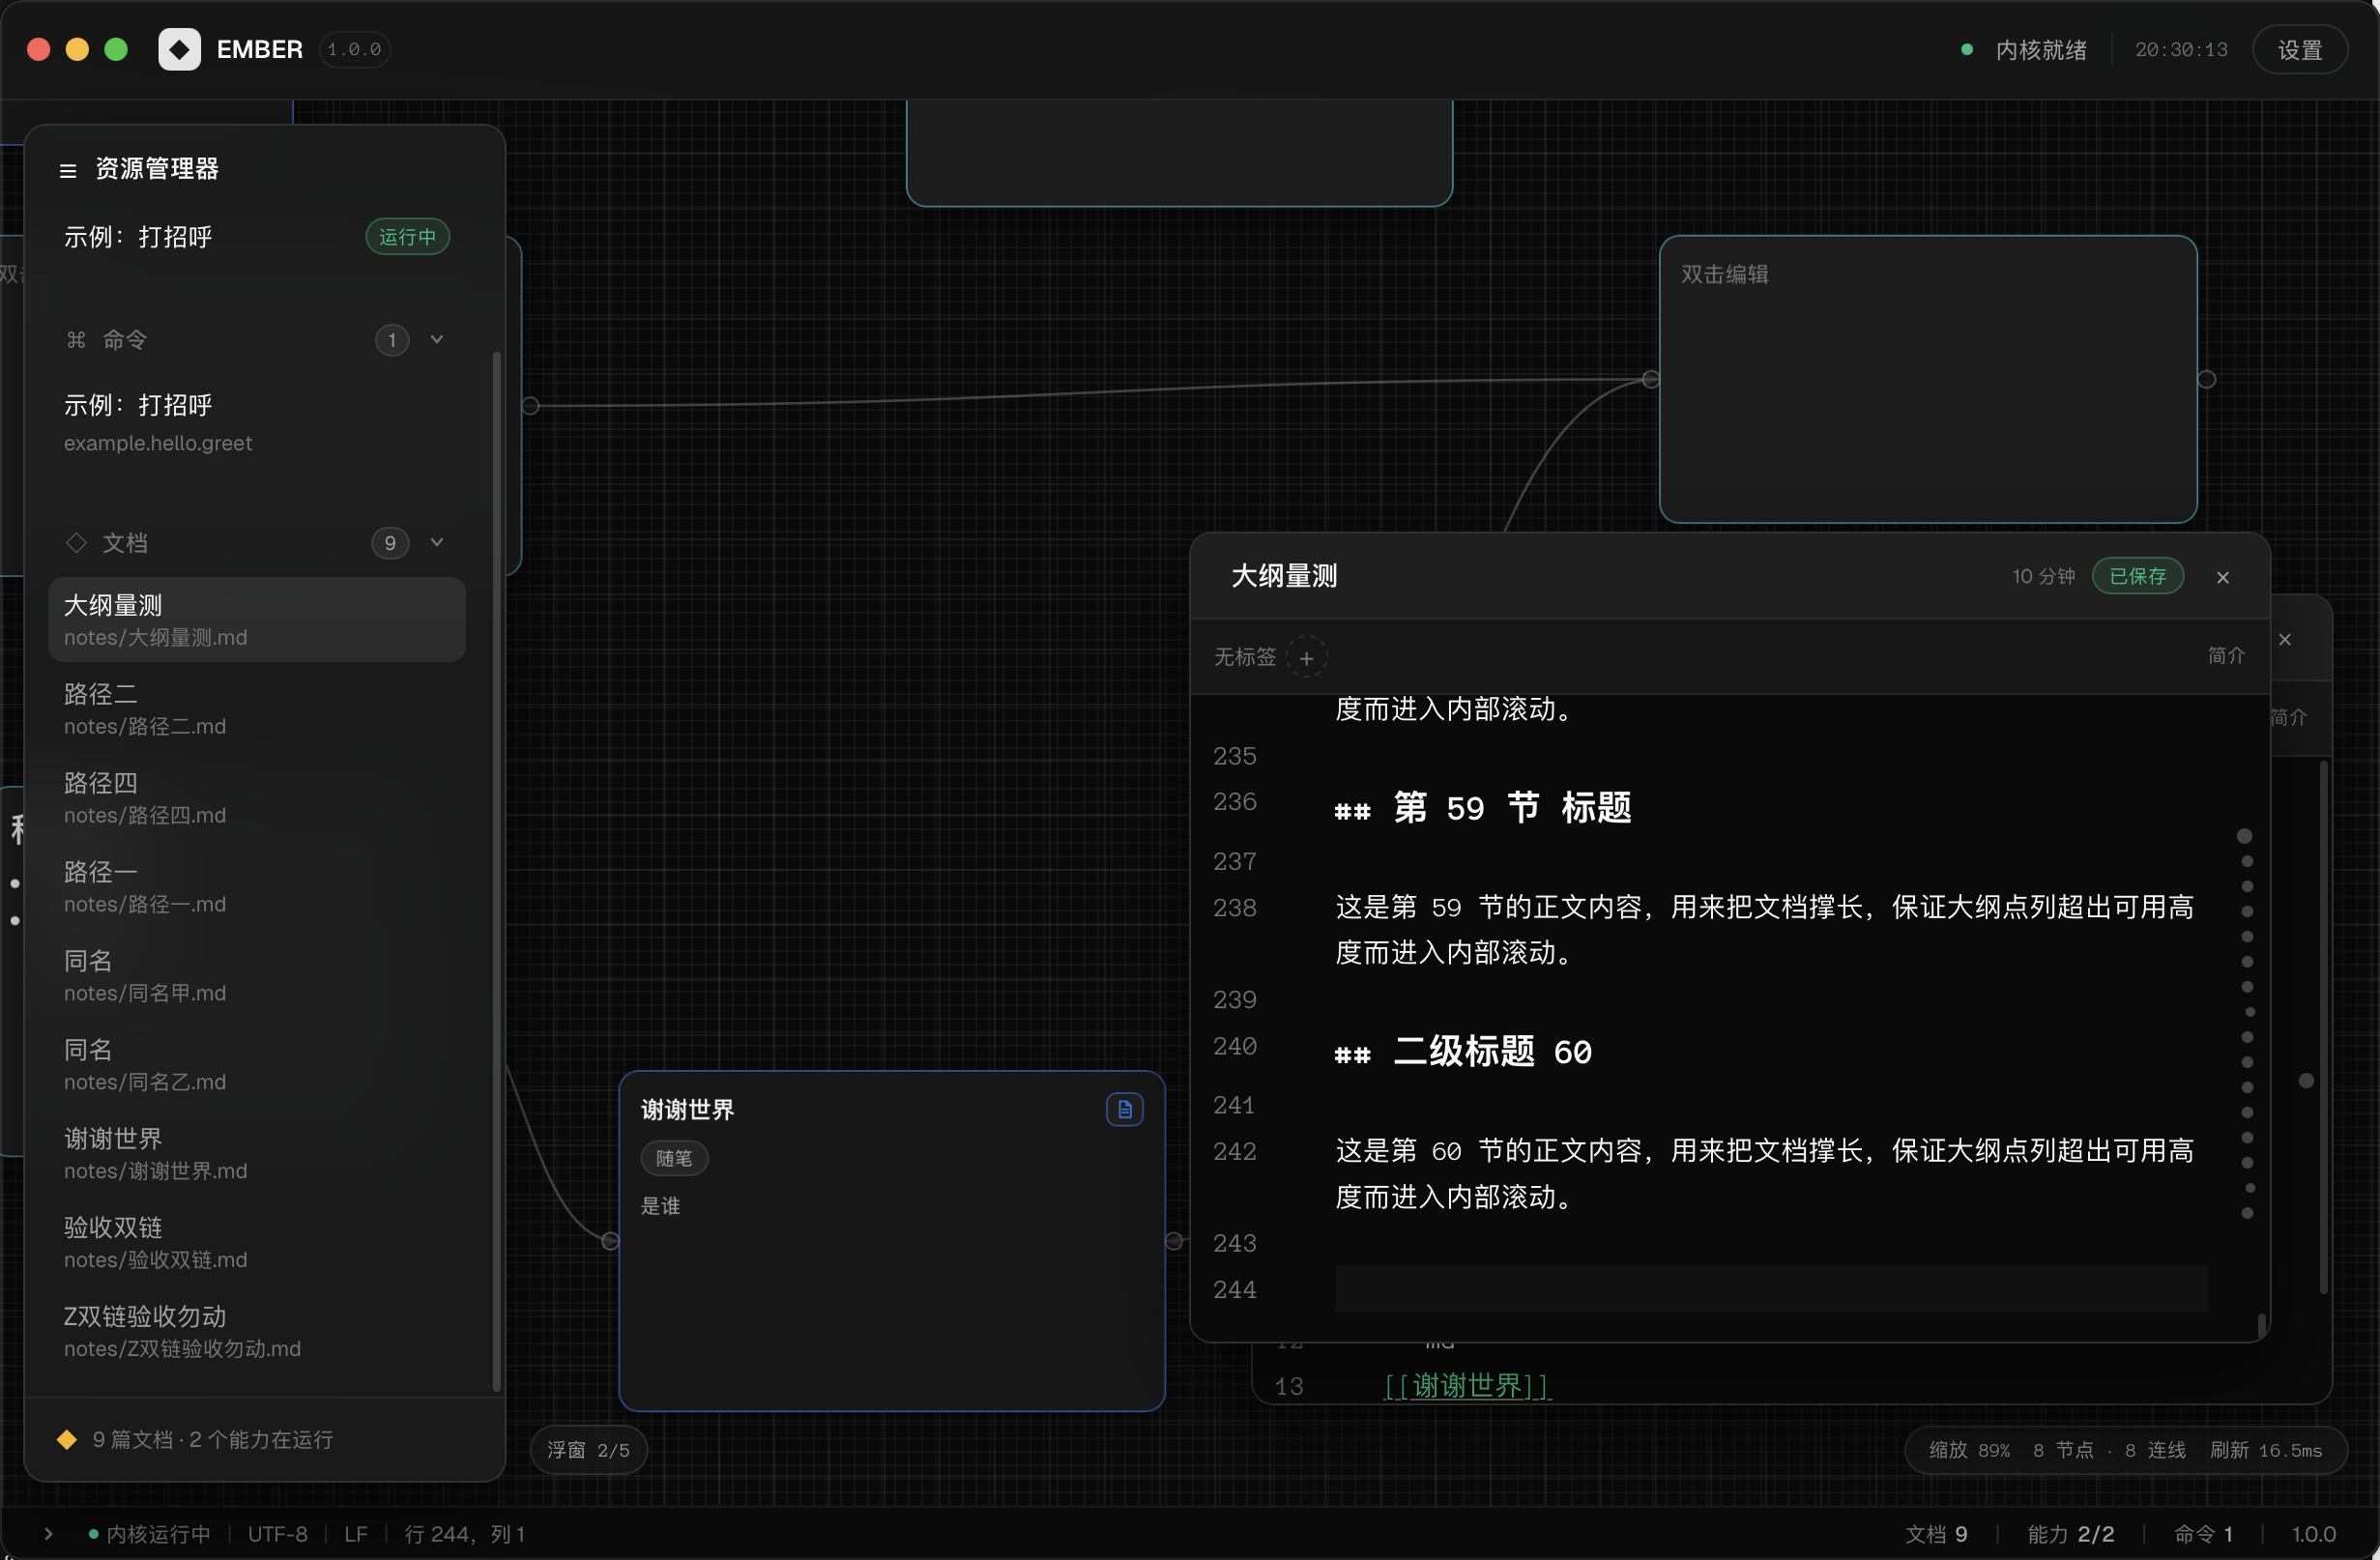 EMBER 1.0.0
内核就绪 20:30:13 设置
资源管理器
示例：打招呼 运行中
⌘ 命令 1
示例：打招呼
example.hello.greet
文档 9
大纲量测
notes/大纲量测.md
路径二
notes/路径二.md
路径四
notes/路径四.md
路径一
notes/路径一.md
同名
notes/同名甲.md
同名
notes/同名乙.md
谢谢世界
notes/谢谢世界.md
验收双链
notes/验收双链.md
Z双链验收勿动
notes/Z双链验收勿动.md
9 篇文档 · 2 个能力在运行
双击编辑
谢谢世界
随笔
是谁
大纲量测 10 分钟 已保存 ×
无标签 + 简介
度而进入内部滚动。
235
236 ## 第 59 节 标题
237
238 这是第 59 节的正文内容，用来把文档撑长，保证大纲点列超出可用高
度而进入内部滚动。
239
240 ## 二级标题 60
241
242 这是第 60 节的正文内容，用来把文档撑长，保证大纲点列超出可用高
度而进入内部滚动。
243
244
×
简介
13 [[谢谢世界]]
浮窗 2/5
缩放 89% 8 节点 · 8 连线 刷新 16.5ms
内核运行中 UTF-8 LF 行 244，列 1
文档 9 能力 2/2 命令 1 1.0.0